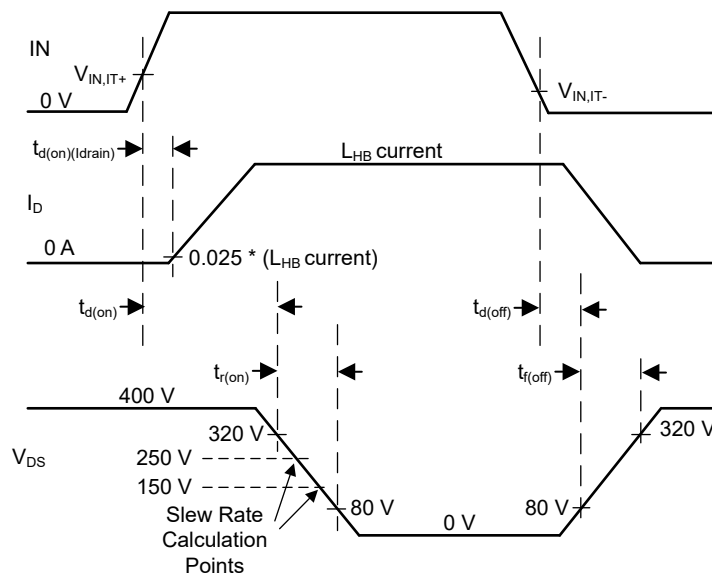 IN
V_IN,IT+
0 V
V_IN,IT-
t_d(on)(Idrain)
L_HB current
I_D
0 A
0.025 * (L_HB current)
t_d(on)
t_d(off)
t_r(on)
t_f(off)
400 V
320 V
320 V
V_DS
250 V
150 V
80 V
80 V
0 V
Slew Rate
Calculation
Points